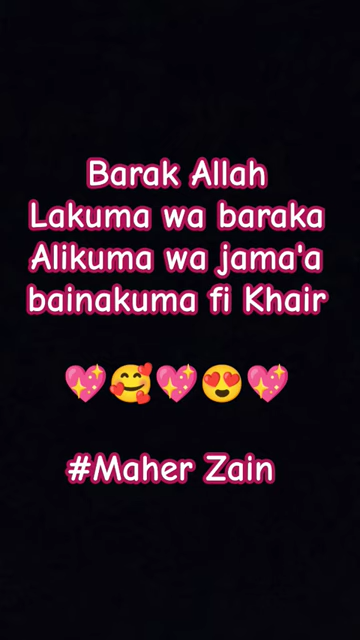 Barak Allah
Lakuma wa baraka
Alikuma wa jama'a
bainakuma fi Khair
💖🥰💖😍💖
#Maher Zain